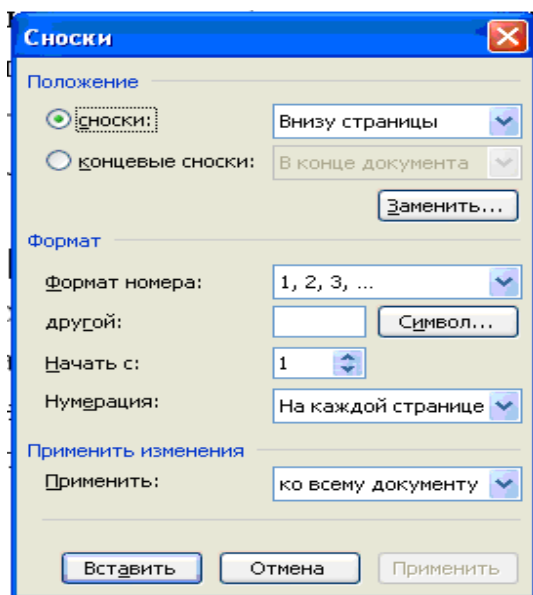 Сноски
Положение
сноски: Внизу страницы
концевые сноски: В конце документа
Заменить...
Формат
Формат номера: 1, 2, 3, ...
другой: Символ...
Начать с: 1
Нумерация: На каждой странице
Применить изменения
Применить: ко всему документу
Вставить Отмена Применить